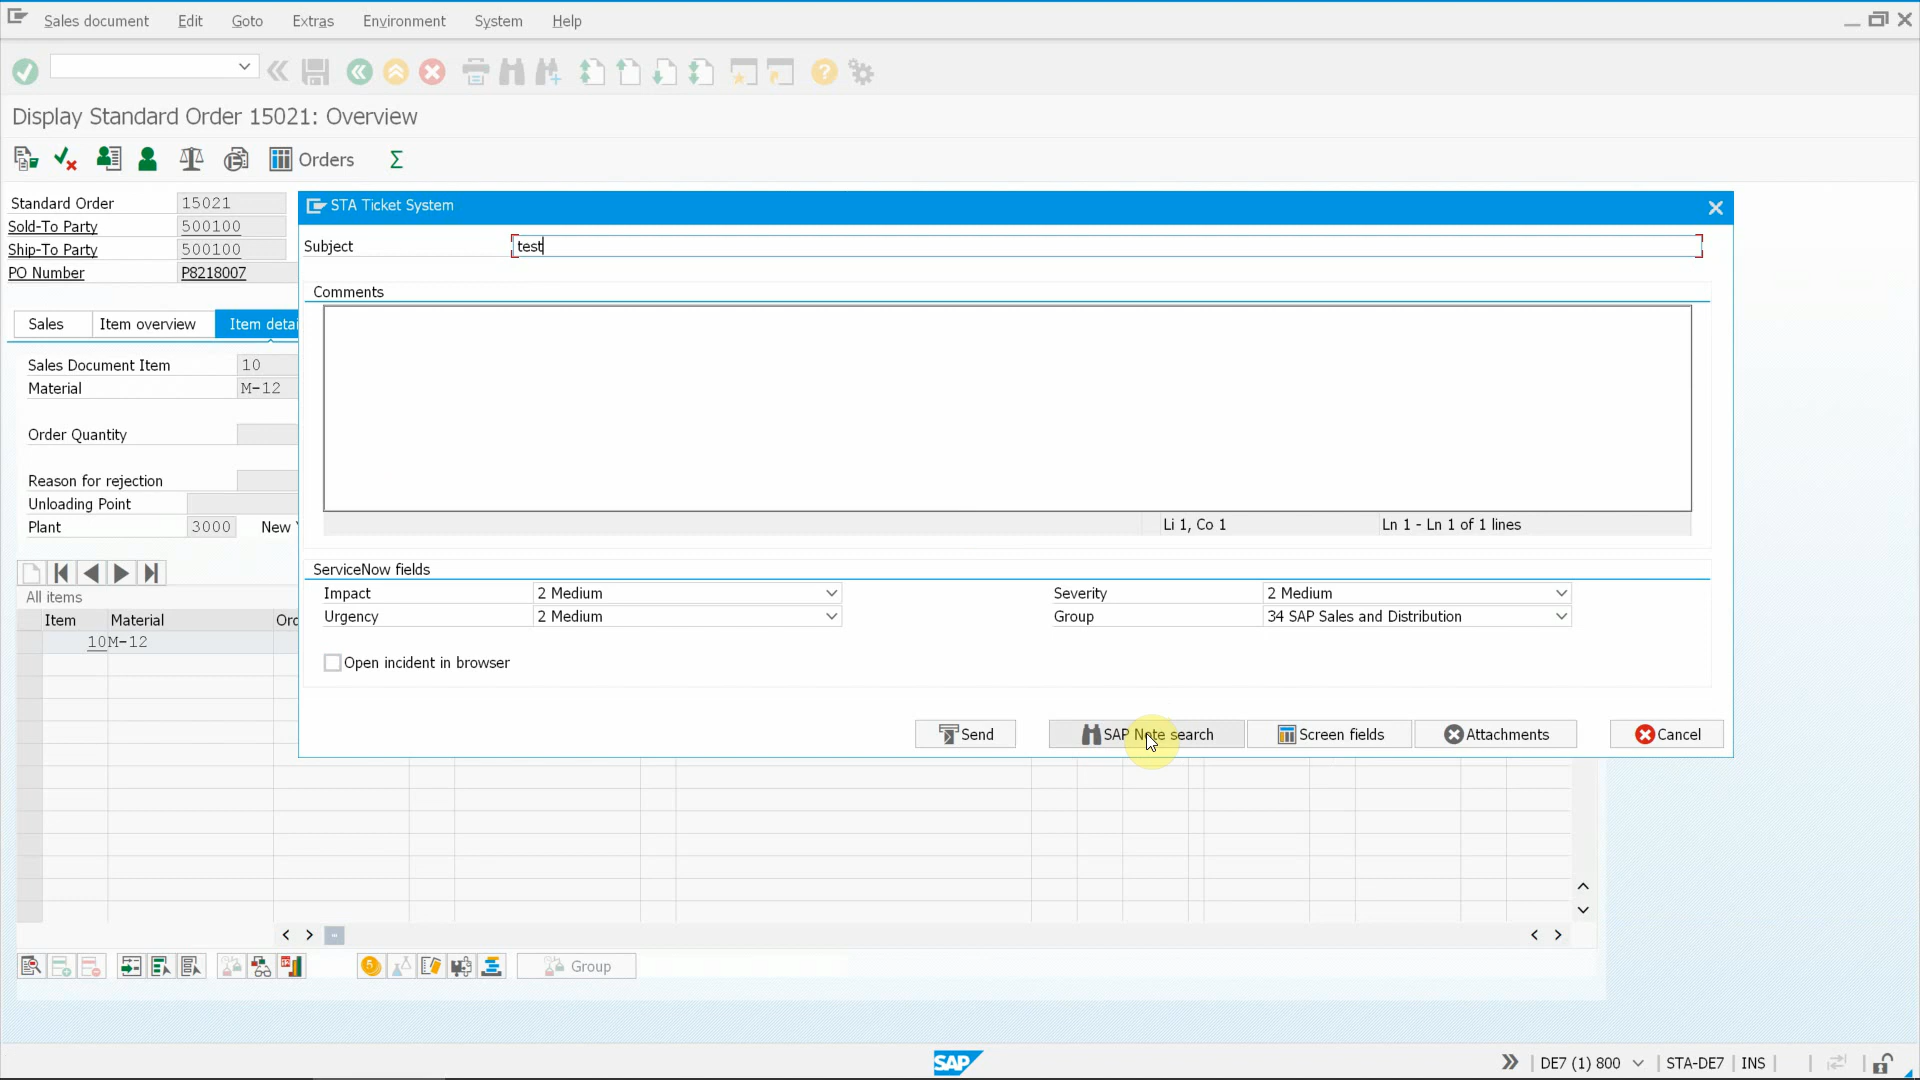 Sales document Edit Goto Extras Environment System Help
Display Standard Order 15021: Overview
Orders
Standard Order 15021
Sold-To Party 500100
Ship-To Party 500100
PO Number P8218007
STA Ticket System
Subject test
Comments
Sales Item overview Item detai
Sales Document Item 10
Material M-12
Order Quantity
Reason for rejection
Unloading Point
Plant 3000 New
Li 1, Co 1 Ln 1 - Ln 1 of 1 lines
ServiceNow fields
Impact 2 Medium Severity 2 Medium
Urgency 2 Medium Group 34 SAP Sales and Distribution
Open incident in browser
Send SAP Note search Screen fields Attachments Cancel
All items
Item Material Ord
10 M-12
Group
SAP DE7 (1) 800 STA-DE7 INS